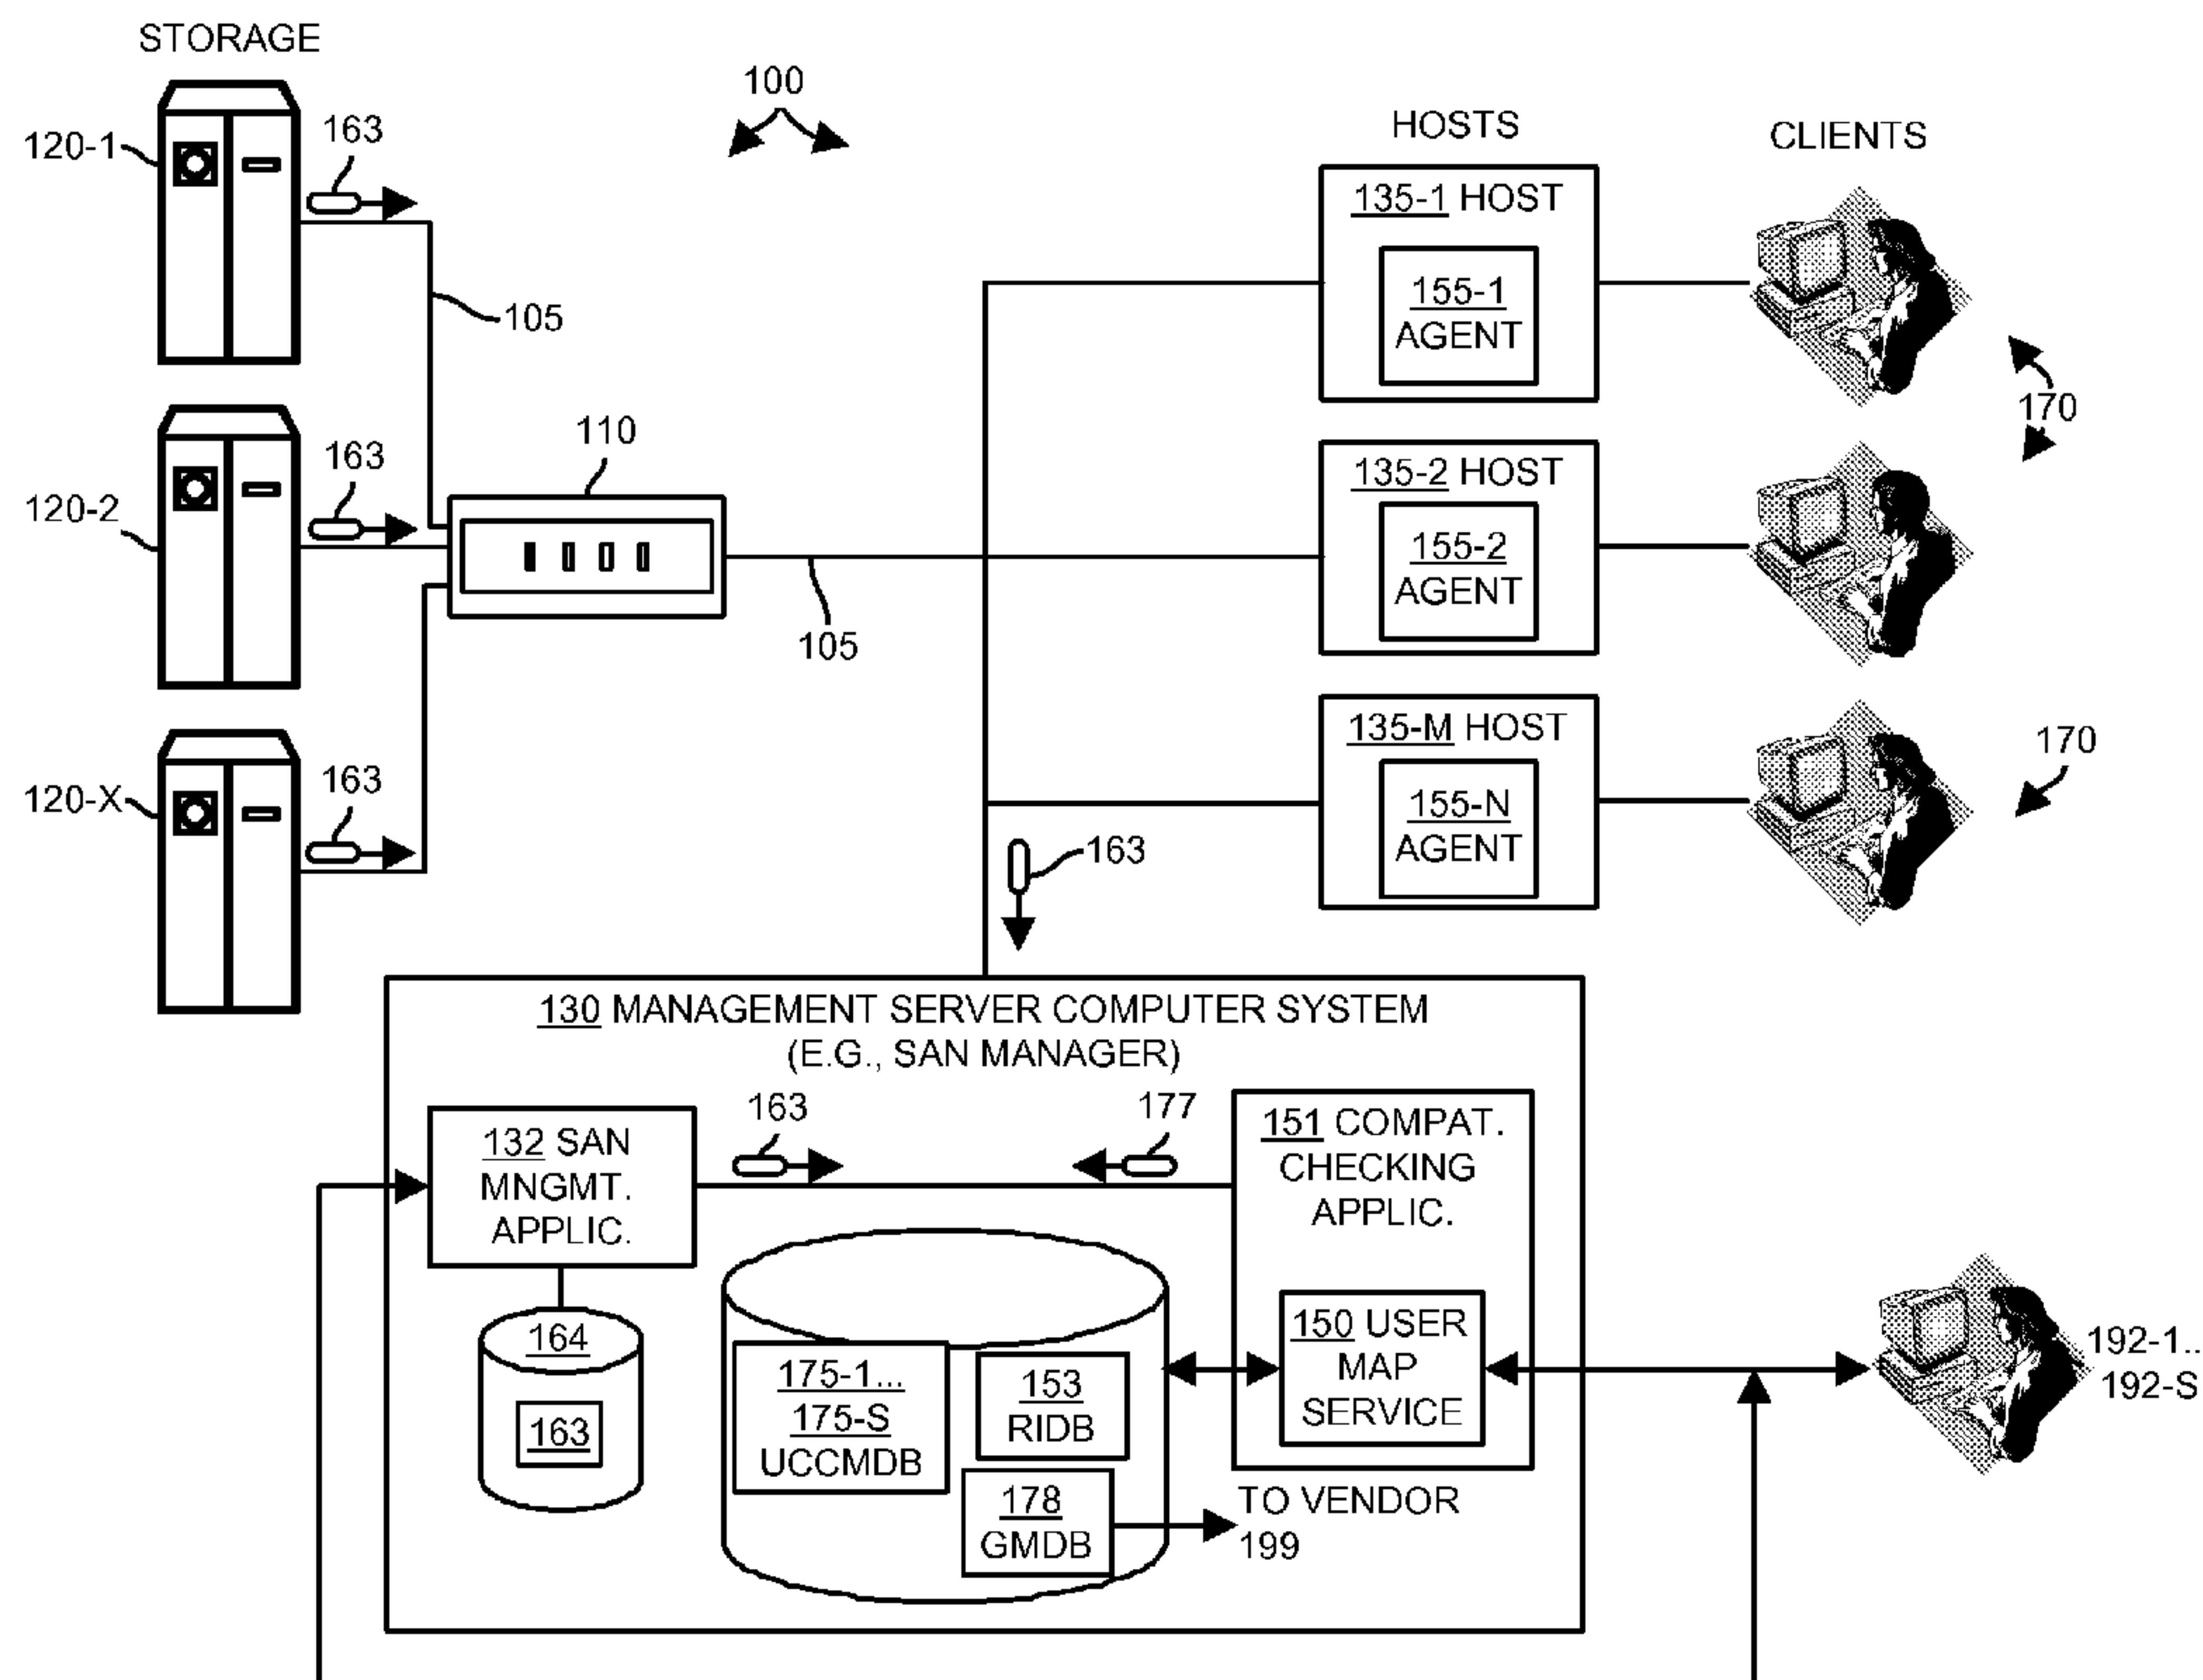 STORAGE
100
HOSTS
CLIENTS
120-1
163
105
135-1 HOST
155-1
AGENT
170
120-2
163
110
105
135-2 HOST
155-2
AGENT
120-X
163
163
135-M HOST
155-N
AGENT
170
130 MANAGEMENT SERVER COMPUTER SYSTEM
(E.G., SAN MANAGER)
132 SAN
MNGMT.
APPLIC.
163
177
151 COMPAT.
CHECKING
APPLIC.
164
163
175-1...
175-S
UCCMDB
153
RIDB
178
GMDB
150 USER
MAP
SERVICE
TO VENDOR
199
192-1..
192-S